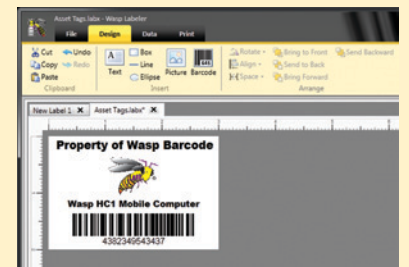 Asset Tags.labx - Wasp Labeler
File Design Data Print
Cut Undo Box Rotate Bring to Front Send Backward
Copy Redo Line Align Send to Back
Paste Text Ellipse Picture Barcode Space Bring Forward
Clipboard Insert Arrange
New Label 1 X Asset Tags.labx* X
Property of Wasp Barcode
Wasp HC1 Mobile Computer
4382349543437